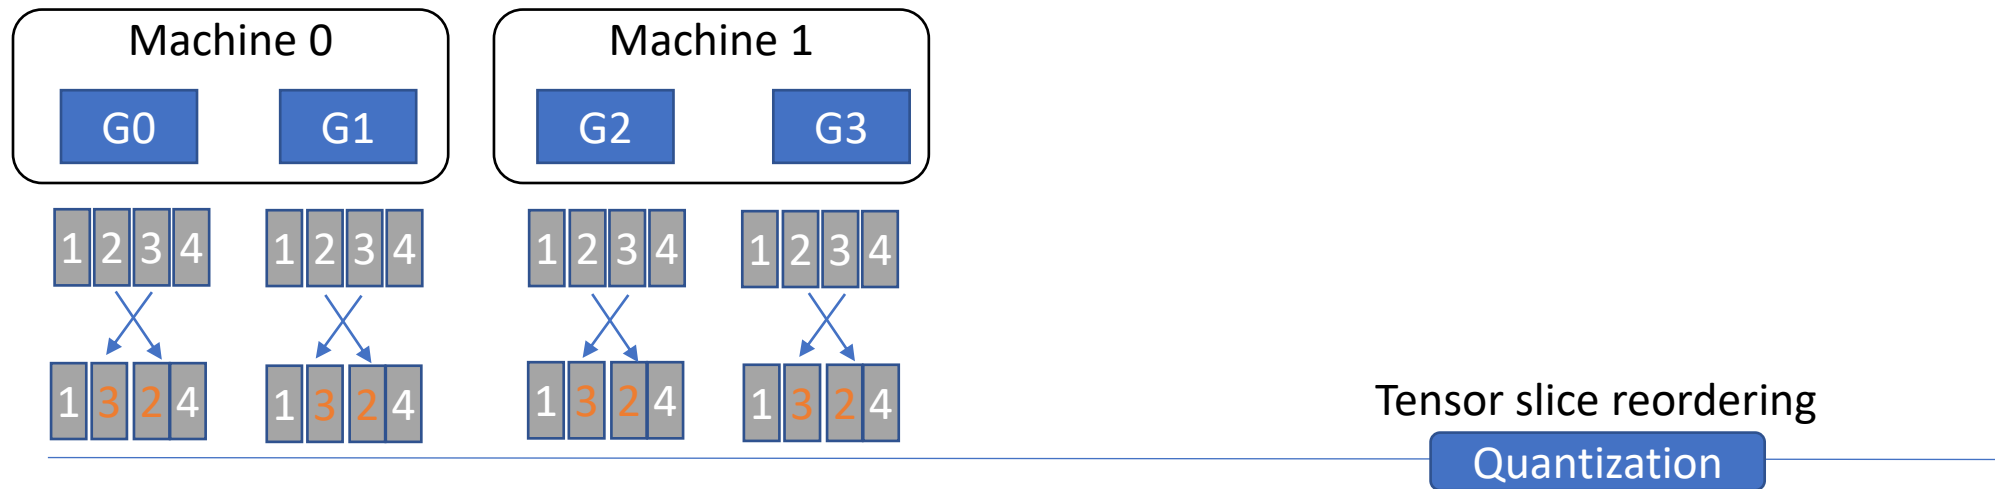 Machine 0 Machine 1
G0 G1 G2 G3
1 2 3 4 1 2 3 4 1 2 3 4 1 2 3 4
1 3 2 4 1 3 2 4 1 3 2 4 1 3 2 4
Tensor slice reordering
Quantization